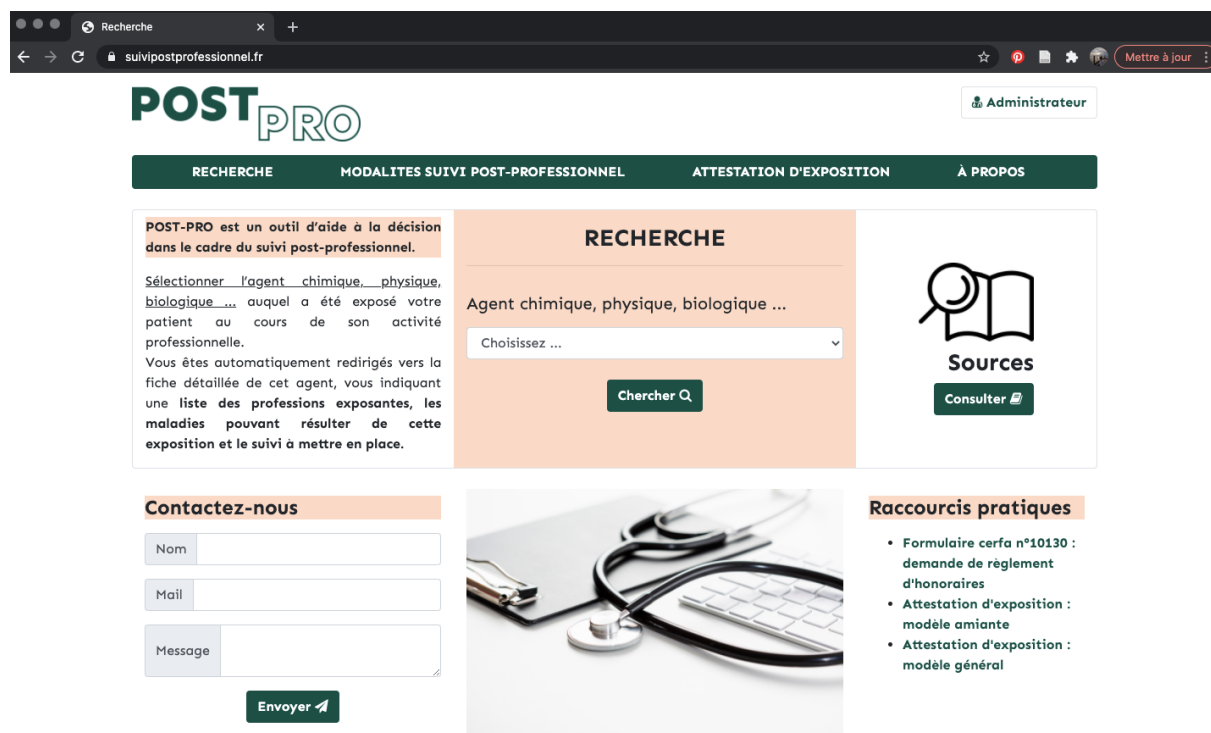 Recherche
suivipostprofessionnel.fr
Mettre à jour
POST
PRO
Administrateur
RECHERCHE
MODALITES SUIVI POST-PROFESSIONNEL
ATTESTATION D'EXPOSITION
À PROPOS
POST-PRO est un outil d’aide à la décision
dans le cadre du suivi post-professionnel.
Sélectionner l’agent chimique, physique,
biologique ... auquel a été exposé votre
patient au cours de son activité
professionnelle.
Vous êtes automatiquement redirigés vers la
fiche détaillée de cet agent, vous indiquant
une liste des professions exposantes, les
maladies pouvant résulter de cette
exposition et le suivi à mettre en place.
RECHERCHE
Agent chimique, physique, biologique ...
Choisissez ...
Chercher
Sources
Consulter
Contactez-nous
Nom
Mail
Message
Envoyer
Raccourcis pratiques
• Formulaire cerfa n°10130 :
demande de règlement
d'honoraires
• Attestation d'exposition :
modèle amiante
• Attestation d'exposition :
modèle général